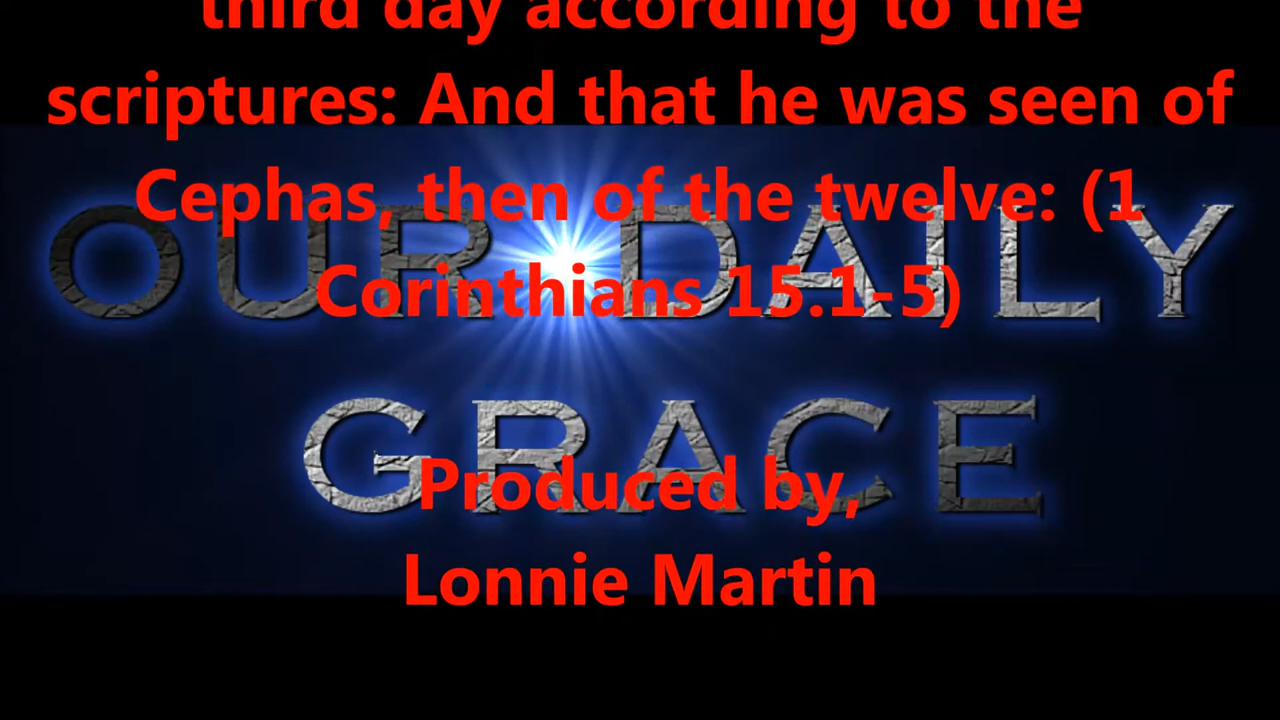 third day according to the
scriptures: And that he was seen of
Cephas, then of the twelve: (1
Corinthians 15.1-5)
OUR DAILY
GRACE
Produced by,
Lonnie Martin